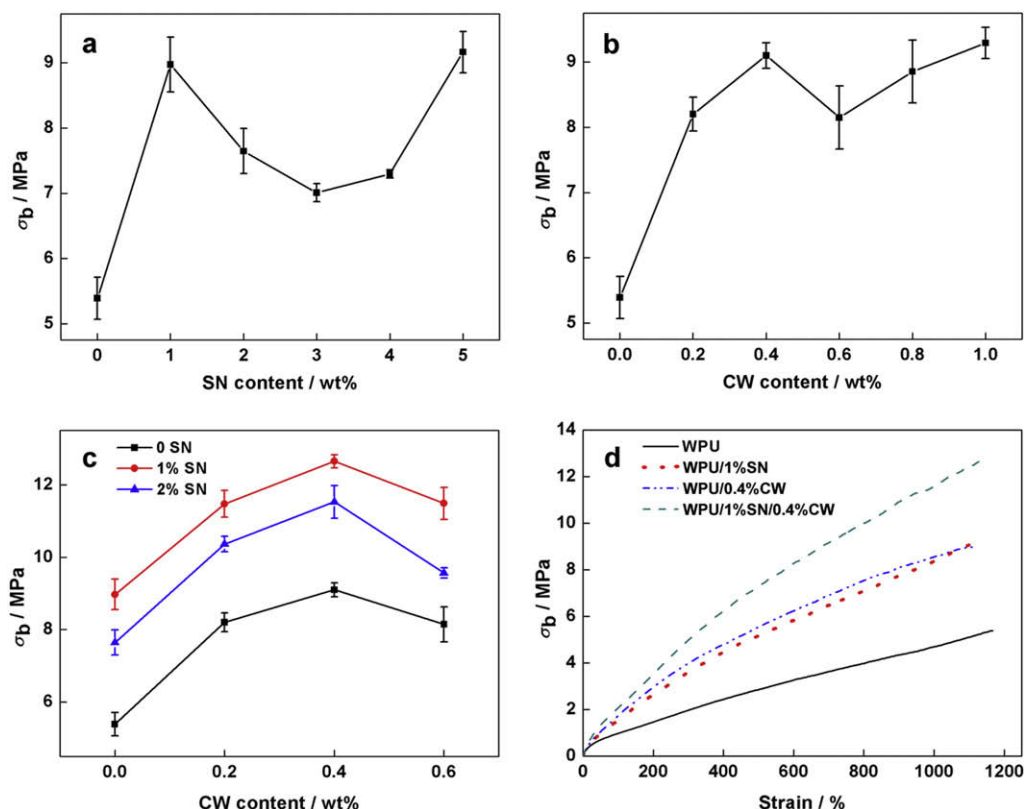 a
9
8
7
6
5
σb / MPa
0 1 2 3 4 5
SN content / wt%
b
9
8
7
6
5
σb / MPa
0.0 0.2 0.4 0.6 0.8 1.0
CW content / wt%
c
0 SN
1% SN
2% SN
12
10
8
6
σb / MPa
0.0 0.2 0.4 0.6
CW content / wt%
d
WPU
WPU/1%SN
WPU/0.4%CW
WPU/1%SN/0.4%CW
14
12
10
8
6
4
2
0
σb / MPa
0 200 400 600 800 1000 1200
Strain / %